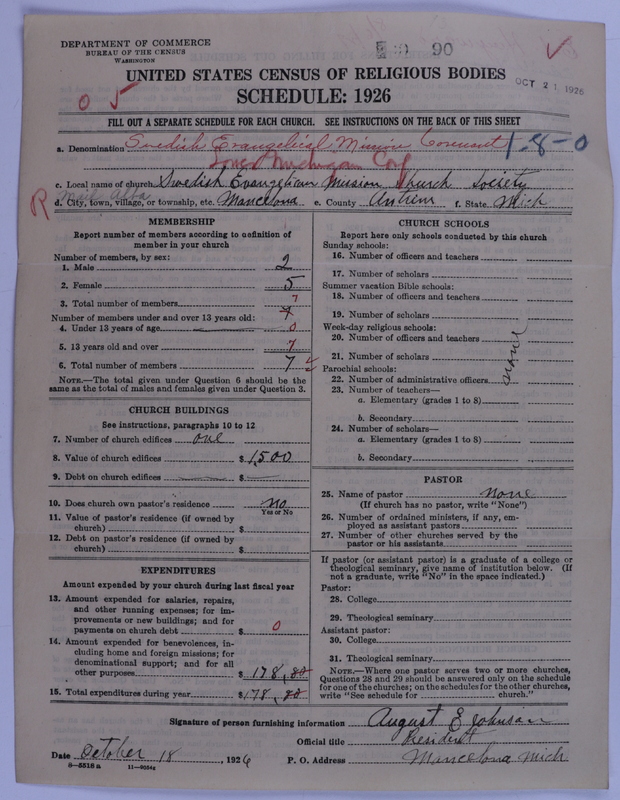 DEPARTMENT OF COMMERCE
BUREAU OF THE CENSUS
WASHINGTON
90
OCT 21 1926
UNITED STATES CENSUS OF RELIGIOUS BODIES
SCHEDULE: 1926
0 5
FILL OUT A SEPARATE SCHEDULE FOR EACH CHURCH. SEE INSTRUCTIONS ON THE BACK OF THIS SHEET
a. Denomination Swedish Evangelical Mission Covenant 1-8-0
Michigan Conf
c. Local name of church Swedish Evangelican Mission Church Society
R Mail Alba
d. City, town, village, or township, etc. Mancelona e. County Antrim f. State Mich
MEMBERSHIP
Report number of members according to definition of member in your church
Number of members, by sex:
1. Male 2
2. Female 5
3. Total number of members 7
Number of members under and over 13 years old: 7
4. Under 13 years of age 0
5. 13 years old and over 7
6. Total number of members 7
NOTE.—The total given under Question 6 should be the
same as the total of males and females given under Question 3.
CHURCH BUILDINGS
See instructions, paragraphs 10 to 12
7. Number of church edifices one
8. Value of church edifices $ 1,500
9. Debt on church edifices $
10. Does church own pastor's residence no
Yes or No
11. Value of pastor's residence (if owned by
church) $
12. Debt on pastor's residence (if owned by
church) $
EXPENDITURES
Amount expended by your church during last fiscal year
13. Amount expended for salaries, repairs,
and other running expenses; for im-
provements or new buildings; and for
payments on church debt $ 0
14. Amount expended for benevolences, in-
cluding home and foreign missions; for
denominational support; and for all
other purposes $ 178,80
15. Total expenditures during year $ 178,80
CHURCH SCHOOLS
Report here only schools conducted by this church
Sunday schools:
16. Number of officers and teachers
17. Number of scholars
Summer vacation Bible schools:
18. Number of officers and teachers
19. Number of scholars
Week-day religious schools:
20. Number of officers and teachers
21. Number of scholars
none
Parochial schools:
22. Number of administrative officers
23. Number of teachers—
a. Elementary (grades 1 to 8)
b. Secondary
24. Number of scholars—
a. Elementary (grades 1 to 8)
b. Secondary
PASTOR
25. Name of pastor none
(If church has no pastor, write "None")
26. Number of ordained ministers, if any, em-
ployed as assistant pastors
27. Number of other churches served by the
pastor or his assistants
If pastor (or assistant pastor) is a graduate of a college or
theological seminary, give name of institution below. (If
not a graduate, write "No" in the space indicated.)
Pastor:
28. College
29. Theological seminary
Assistant pastor:
30. College
31. Theological seminary
NOTE.—Where one pastor serves two or more churches,
Questions 28 and 29 should be answered only on the schedule
for one of the churches; on the schedules for the other churches,
write "See schedule for church."
Signature of person furnishing information August E Johnson
Official title President
Date October 18, 1926 P. O. Address Mancelona Mich
8—5518 a 11—9054